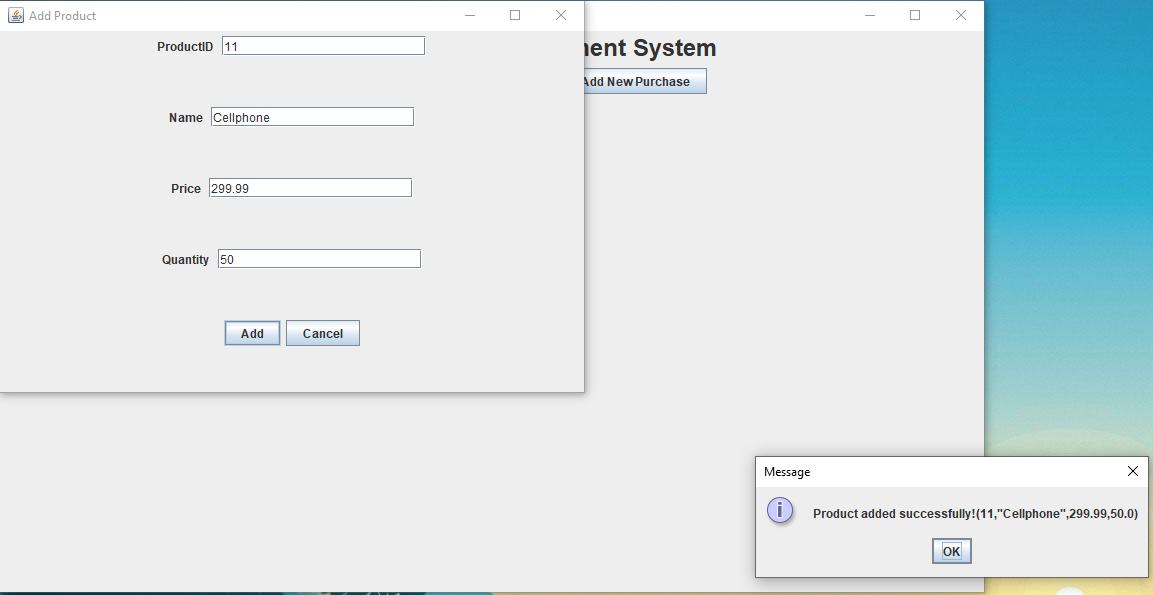 Add Product
ProductID 11
Name Cellphone
Price 299.99
Quantity 50
Add Cancel
System
Add New Purchase
Message
Product added successfully!(11,"Cellphone",299.99,50.0)
OK